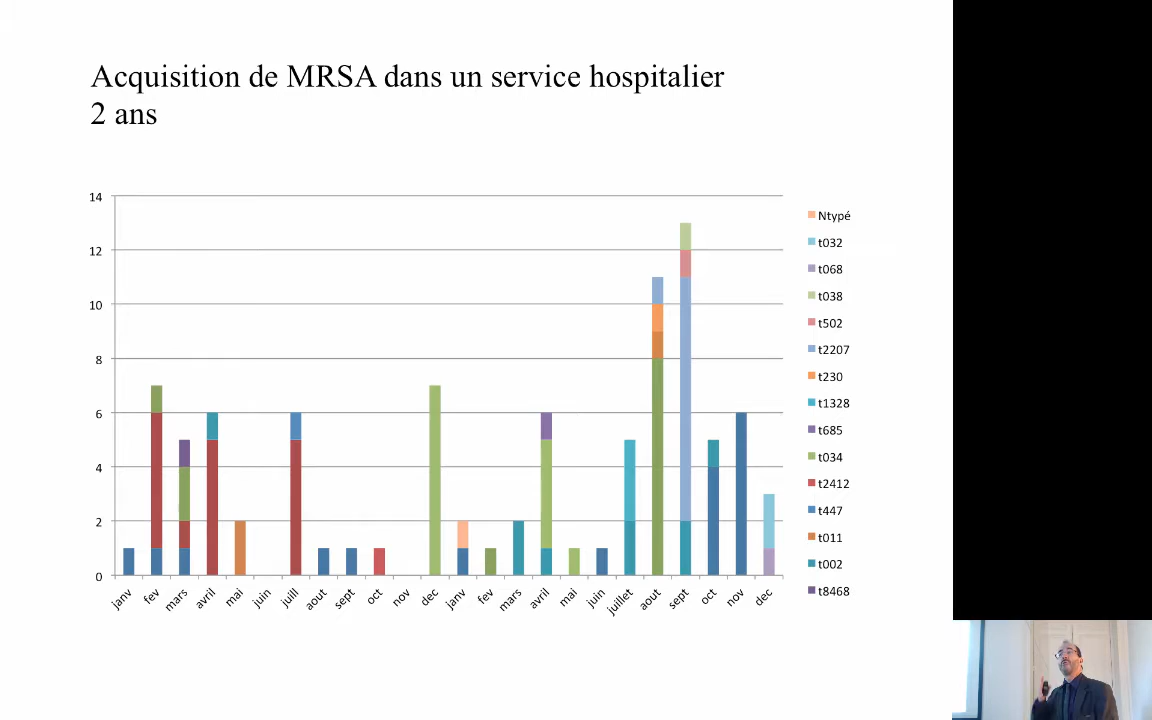 Acquisition de MRSA dans un service hospitalier
2 ans
14
12
10
8
6
4
2
0
janv
fev
mars
avril
mai
juin
juill
aout
sept
oct
nov
dec
janv
fev
mars
avril
mai
juin
juillet
aout
sept
oct
nov
dec
Ntypé
t032
t068
t038
t502
t2207
t230
t1328
t685
t034
t2412
t447
t011
t002
t8468